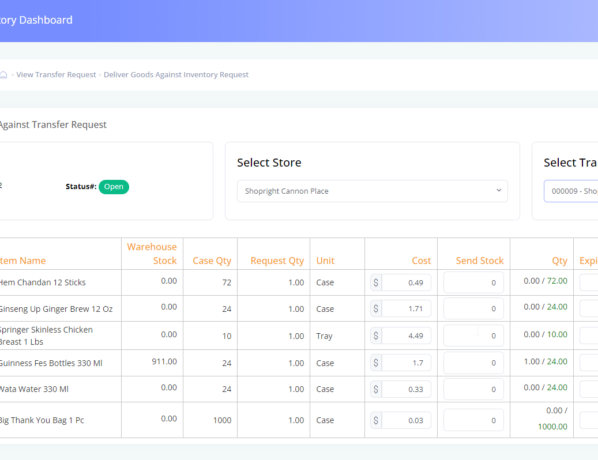 tory Dashboard
View Transfer Request - Deliver Goods Against Inventory Request
Against Transfer Request
2
Status#: Open
Select Store
Shopright Cannon Place
Select Tra
000009 - Sho
tem Name Warehouse Stock Case Qty Request Qty Unit Cost Send Stock Qty Expi
Hem Chandan 12 Sticks 0.00 72 1.00 Case $ 0.49 0 0.00 / 72.00
Ginseng Up Ginger Brew 12 Oz 0.00 24 1.00 Case $ 1.71 0 0.00 / 24.00
Springer Skinless Chicken
Breast 1 Lbs 0.00 10 1.00 Tray $ 4.49 0 0.00 / 10.00
Guinness Fes Bottles 330 Ml 911.00 24 1.00 Case $ 1.7 0 1.00 / 24.00
Wata Water 330 Ml 0.00 24 1.00 Case $ 0.33 0 0.00 / 24.00
Big Thank You Bag 1 Pc 0.00 1000 1.00 Case $ 0.03 0 0.00 /
1000.00